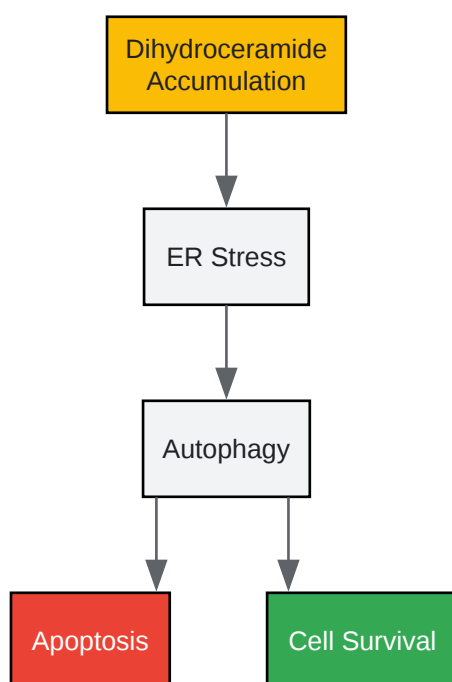 Dihydroceramide
Accumulation
ER Stress
Autophagy
Apoptosis
Cell Survival